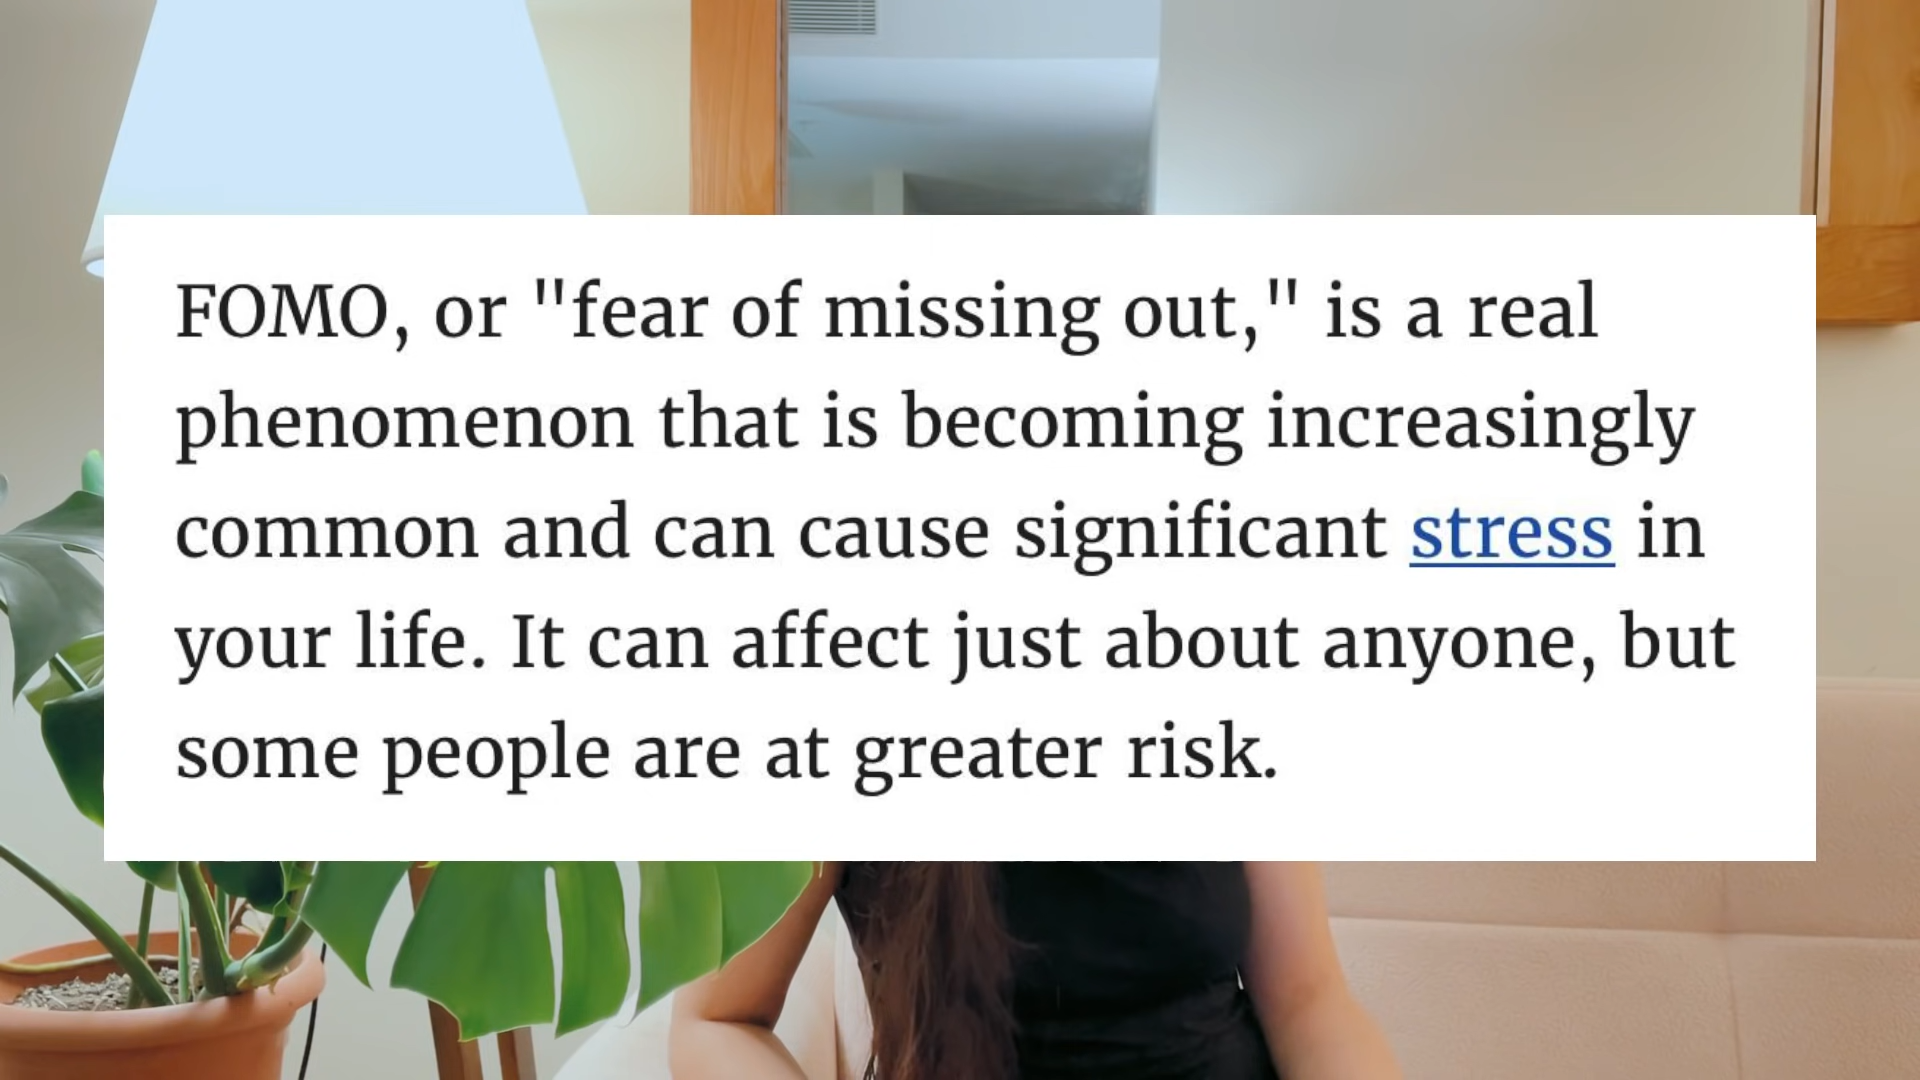 FOMO, or "fear of missing out," is a real
phenomenon that is becoming increasingly
common and can cause significant stress in
your life. It can affect just about anyone, but
some people are at greater risk.